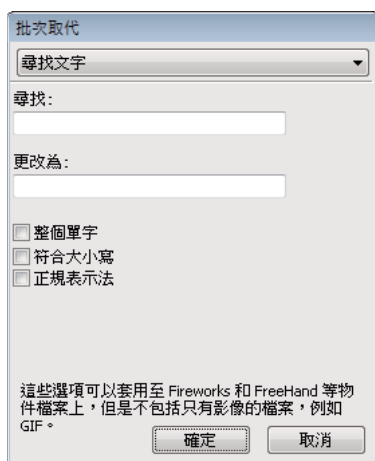 批次取代
尋找文字
尋找:
更改為:
整個單字
符合大小寫
正規表示法
這些選項可以套用至 Fireworks 和 FreeHand 等物
件檔案上，但是不包括只有影像的檔案，例如
GIF。
確定
取消